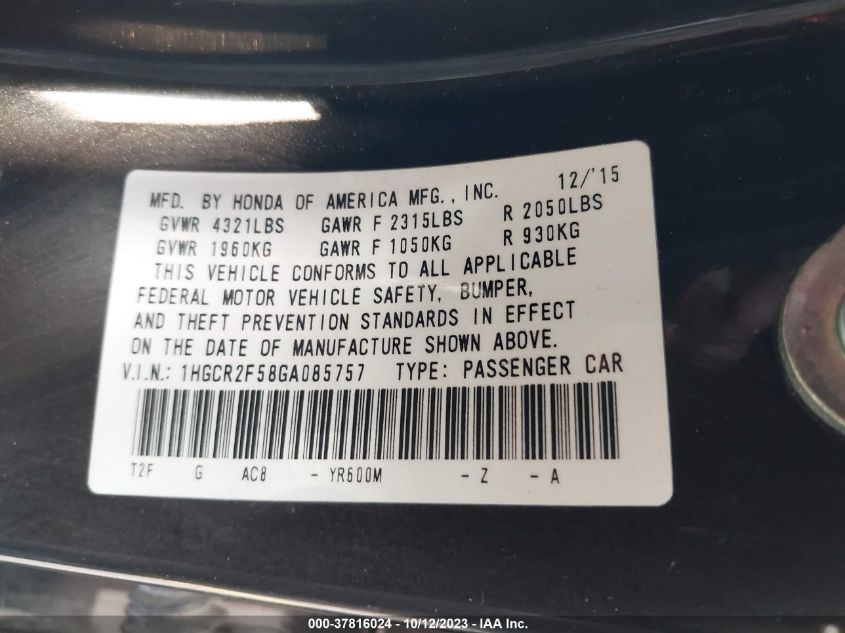 MFD. BY HONDA OF AMERICA MFG., INC. 12/'15
GVWR 4321LBS GAWR F 2315LBS R 2050LBS
GVWR 1960KG GAWR F 1050KG R 930KG
THIS VEHICLE CONFORMS TO ALL APPLICABLE
FEDERAL MOTOR VEHICLE SAFETY, BUMPER,
AND THEFT PREVENTION STANDARDS IN EFFECT
ON THE DATE OF MANUFACTURE SHOWN ABOVE.
V.I.N.: 1HGCR2F58GA085757 TYPE: PASSENGER CAR
T2F G AC8 - YR600M - Z - A
000-37816024 - 10/12/2023 - IAA Inc.